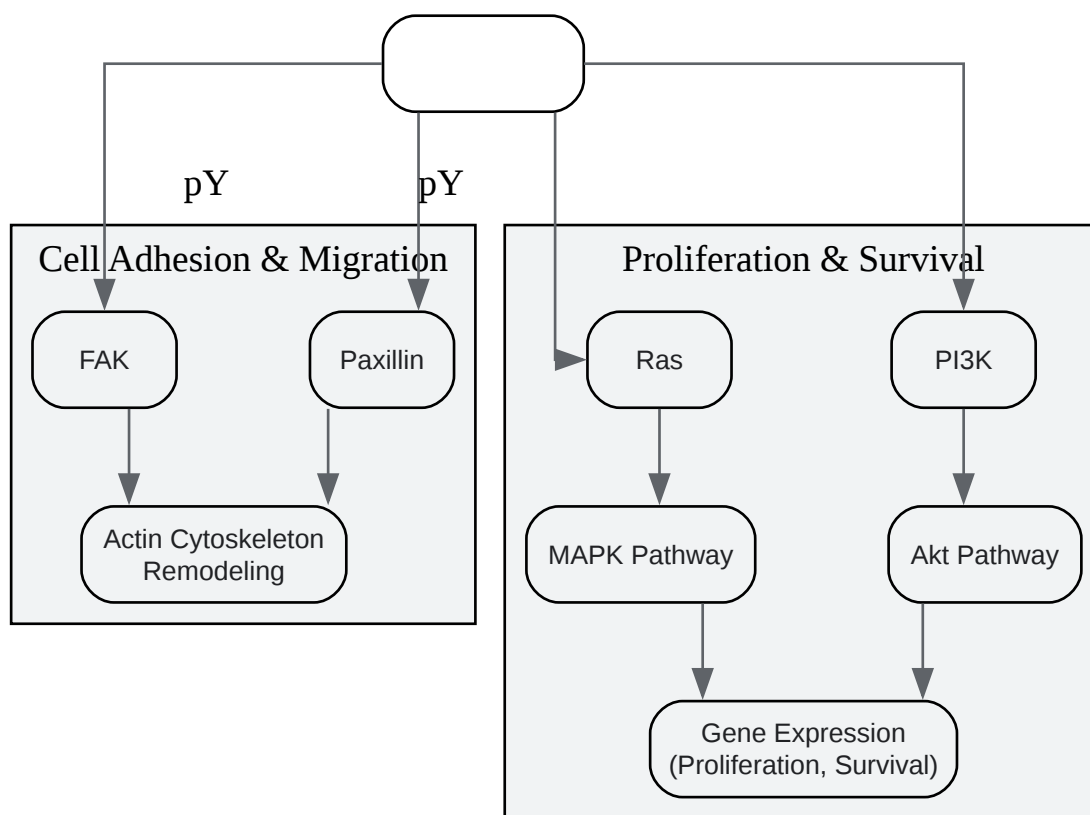 pY
pY
Cell Adhesion & Migration
Proliferation & Survival
FAK
Paxillin
Ras
PI3K
Actin Cytoskeleton
Remodeling
MAPK Pathway
Akt Pathway
Gene Expression
(Proliferation, Survival)